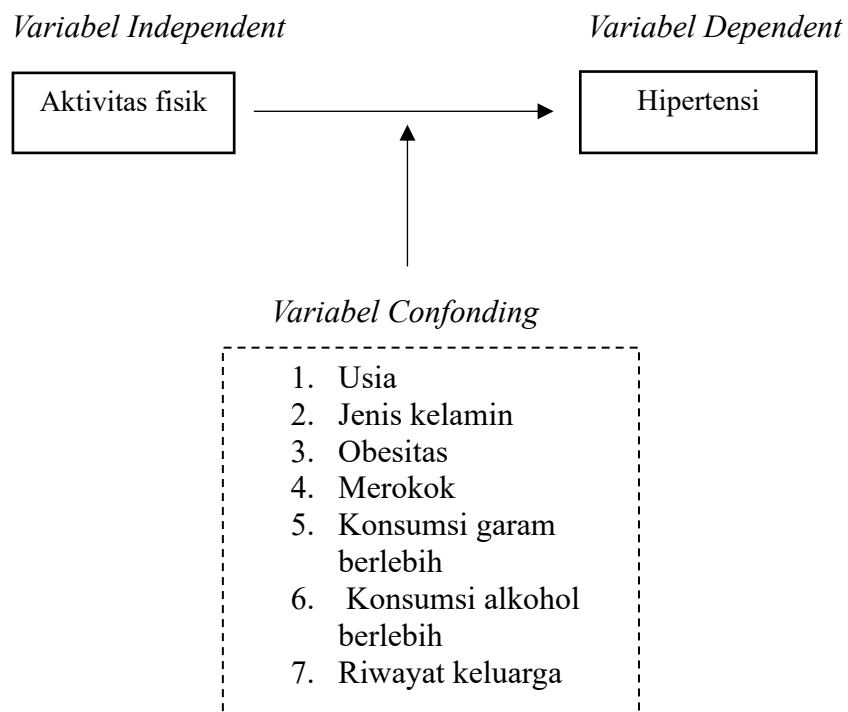 Variabel Independent
Variabel Dependent
Aktivitas fisik
Hipertensi
Variabel Confonding
1. Usia
2. Jenis kelamin
3. Obesitas
4. Merokok
5. Konsumsi garam
berlebih
6. Konsumsi alkohol
berlebih
7. Riwayat keluarga